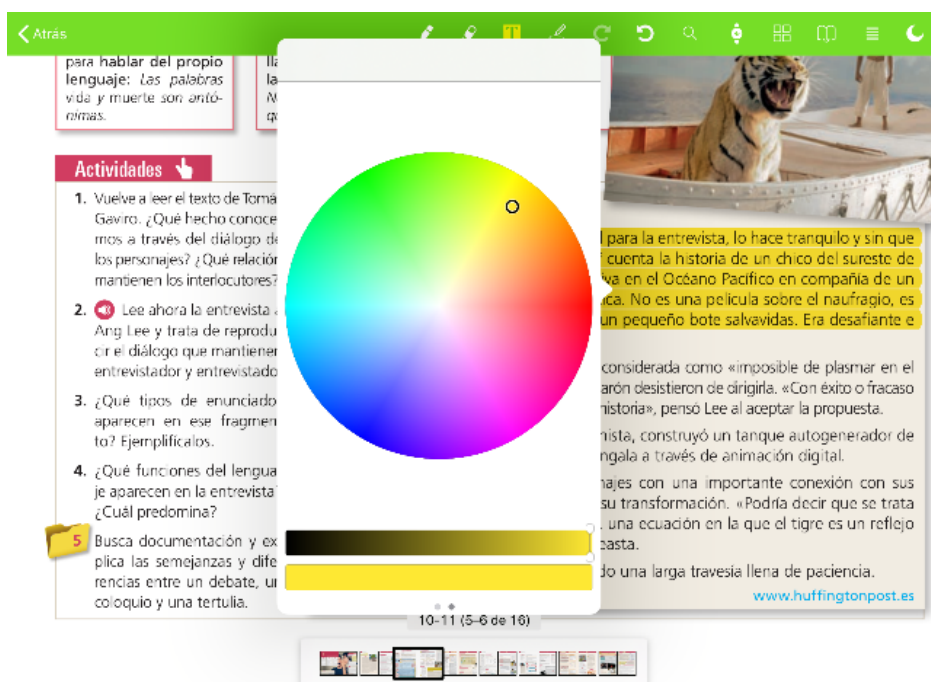 Atrás
T
para hablar del propio
lenguaje: Las palabras
vida y muerte son antó-
nimas.
Actividades
1. Vuelve a leer el texto de Tomá
Gaviro. ¿Qué hecho conoce
mos a través del diálogo de
los personajes? ¿Qué relación
mantienen los interlocutores?
2. Lee ahora la entrevista a
Ang Lee y trata de reprodu
cir el diálogo que mantienen
entrevistador y entrevistado
3. ¿Qué tipos de enunciado
aparecen en ese fragmen
to? Ejemplifícalos.
4. ¿Qué funciones del lengua
je aparecen en la entrevista?
¿Cuál predomina?
5 Busca documentación y ex
plica las semejanzas y dife
rencias entre un debate, un
coloquio y una tertulia.
para la entrevista, lo hace tranquilo y sin que
cuenta la historia de un chico del sureste de
iva en el Océano Pacífico en compañía de un
ica. No es una película sobre el naufragio, es
un pequeño bote salvavidas. Era desafiante e
considerada como «imposible de plasmar en el
arón desistieron de dirigirla. «Con éxito o fracaso
historia», pensó Lee al aceptar la propuesta.
nista, construyó un tanque autogenerador de
ngala a través de animación digital.
najes con una importante conexión con sus
su transformación. «Podría decir que se trata
una ecuación en la que el tigre es un reflejo
easta.
do una larga travesía llena de paciencia.
www.huffingtonpost.es
10-11 (5-6 de 16)